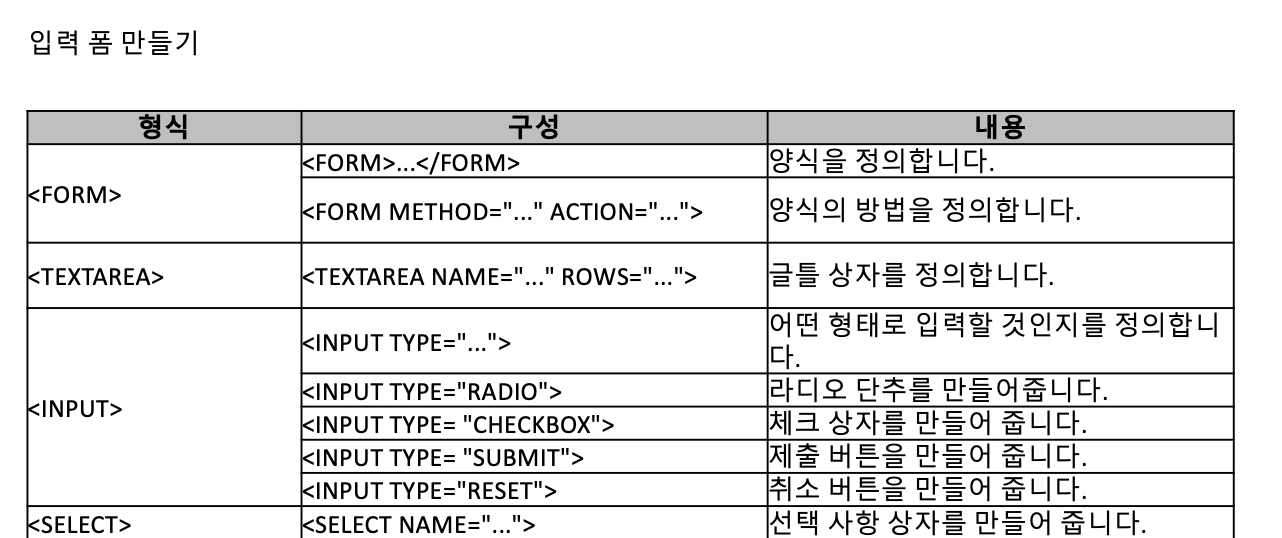 입력 폼 만들기
형식 구성 내용
<FORM>
<FORM>...</FORM> 양식을 정의합니다.
<FORM METHOD="..." ACTION="..."> 양식의 방법을 정의합니다.
<TEXTAREA> <TEXTAREA NAME="..." ROWS="..."> 글틀 상자를 정의합니다.
<INPUT>
<INPUT TYPE="..."> 어떤 형태로 입력할 것인지를 정의합니
다.
<INPUT TYPE="RADIO"> 라디오 단추를 만들어줍니다.
<INPUT TYPE= "CHECKBOX"> 체크 상자를 만들어 줍니다.
<INPUT TYPE= "SUBMIT"> 제출 버튼을 만들어 줍니다.
<INPUT TYPE="RESET"> 취소 버튼을 만들어 줍니다.
<SELECT> <SELECT NAME="..."> 선택 사항 상자를 만들어 줍니다.